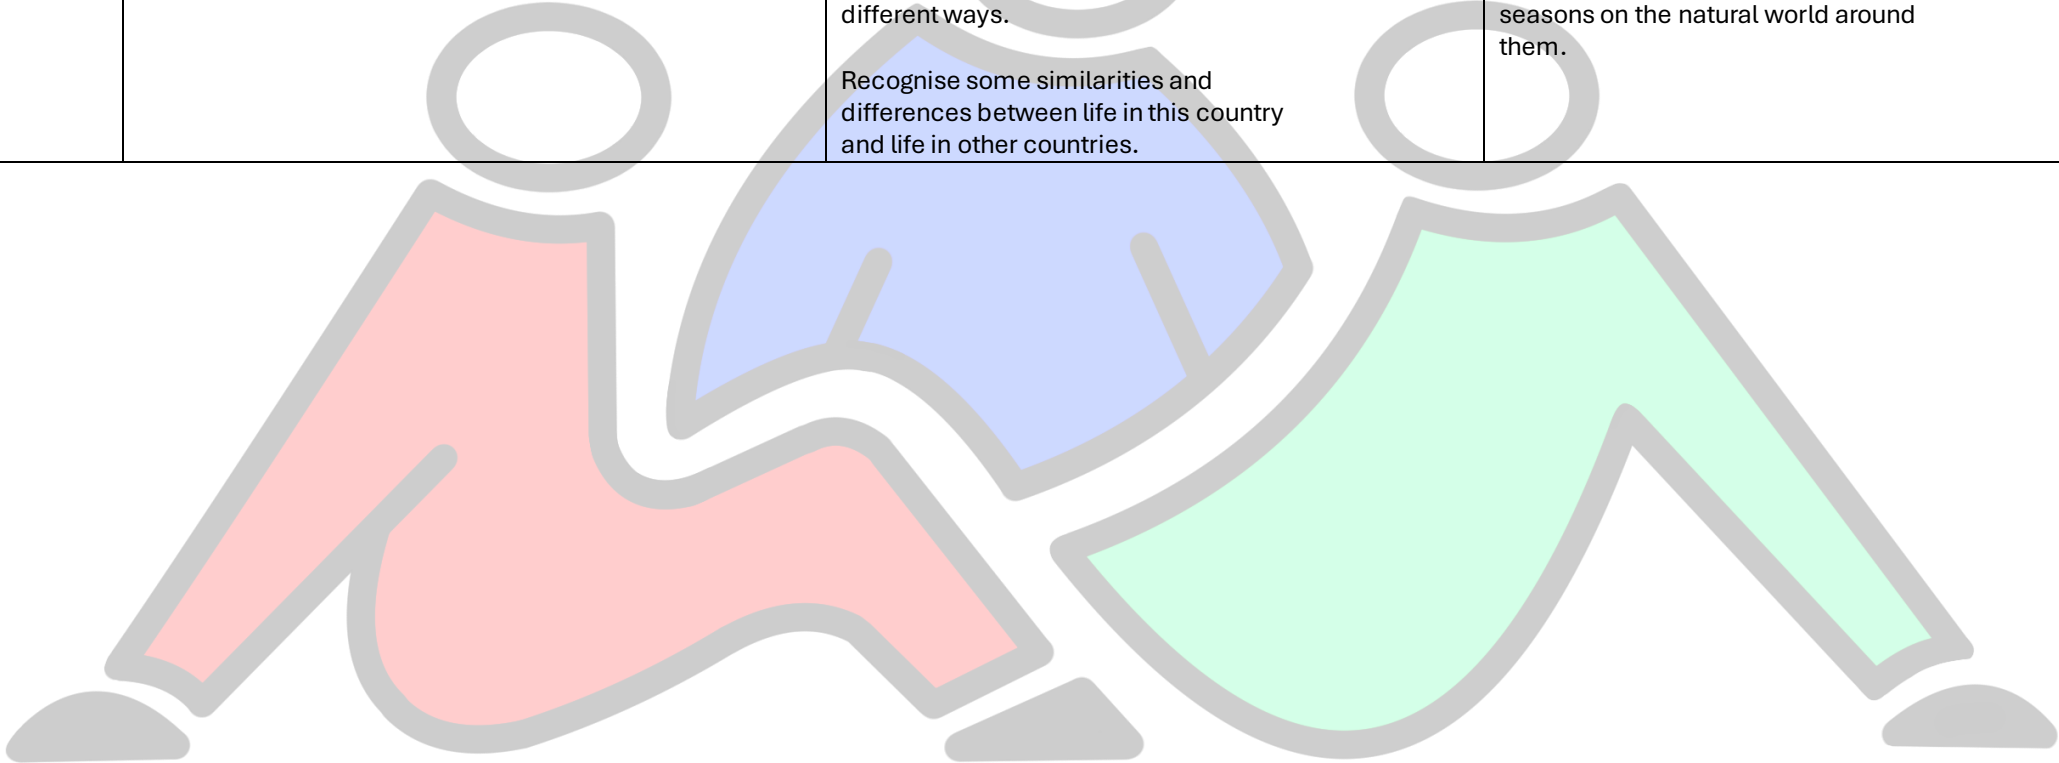 different ways.
Recognise some similarities and
differences between life in this country
and life in other countries.
seasons on the natural world around
them.